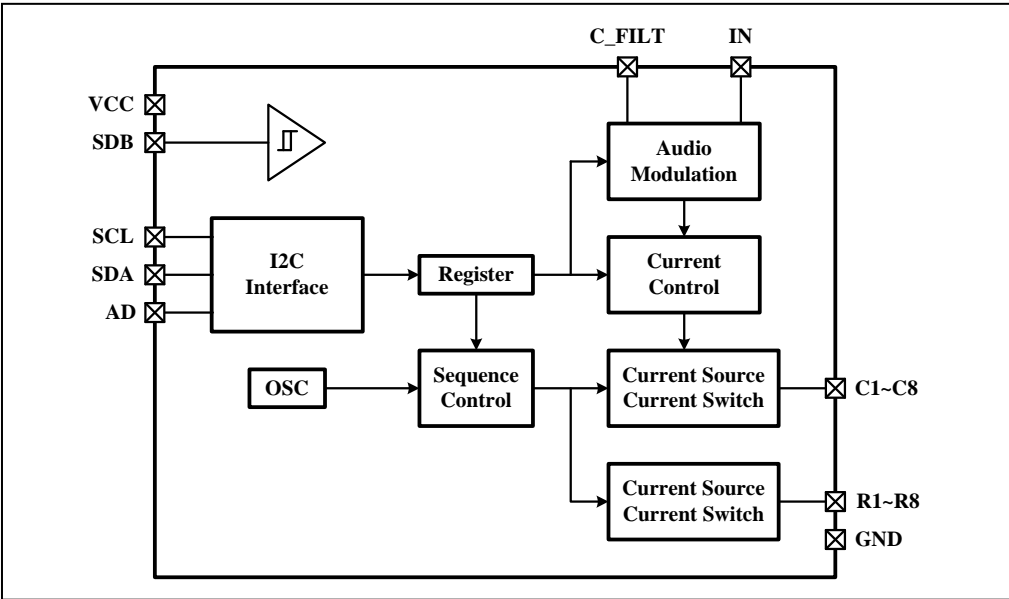 C_FILT IN
VCC
SDB
Audio
Modulation
SCL
SDA
AD
I2C
Interface
Register
Current
Control
OSC
Sequence
Control
Current Source
Current Switch
C1~C8
Current Source
Current Switch
R1~R8
GND